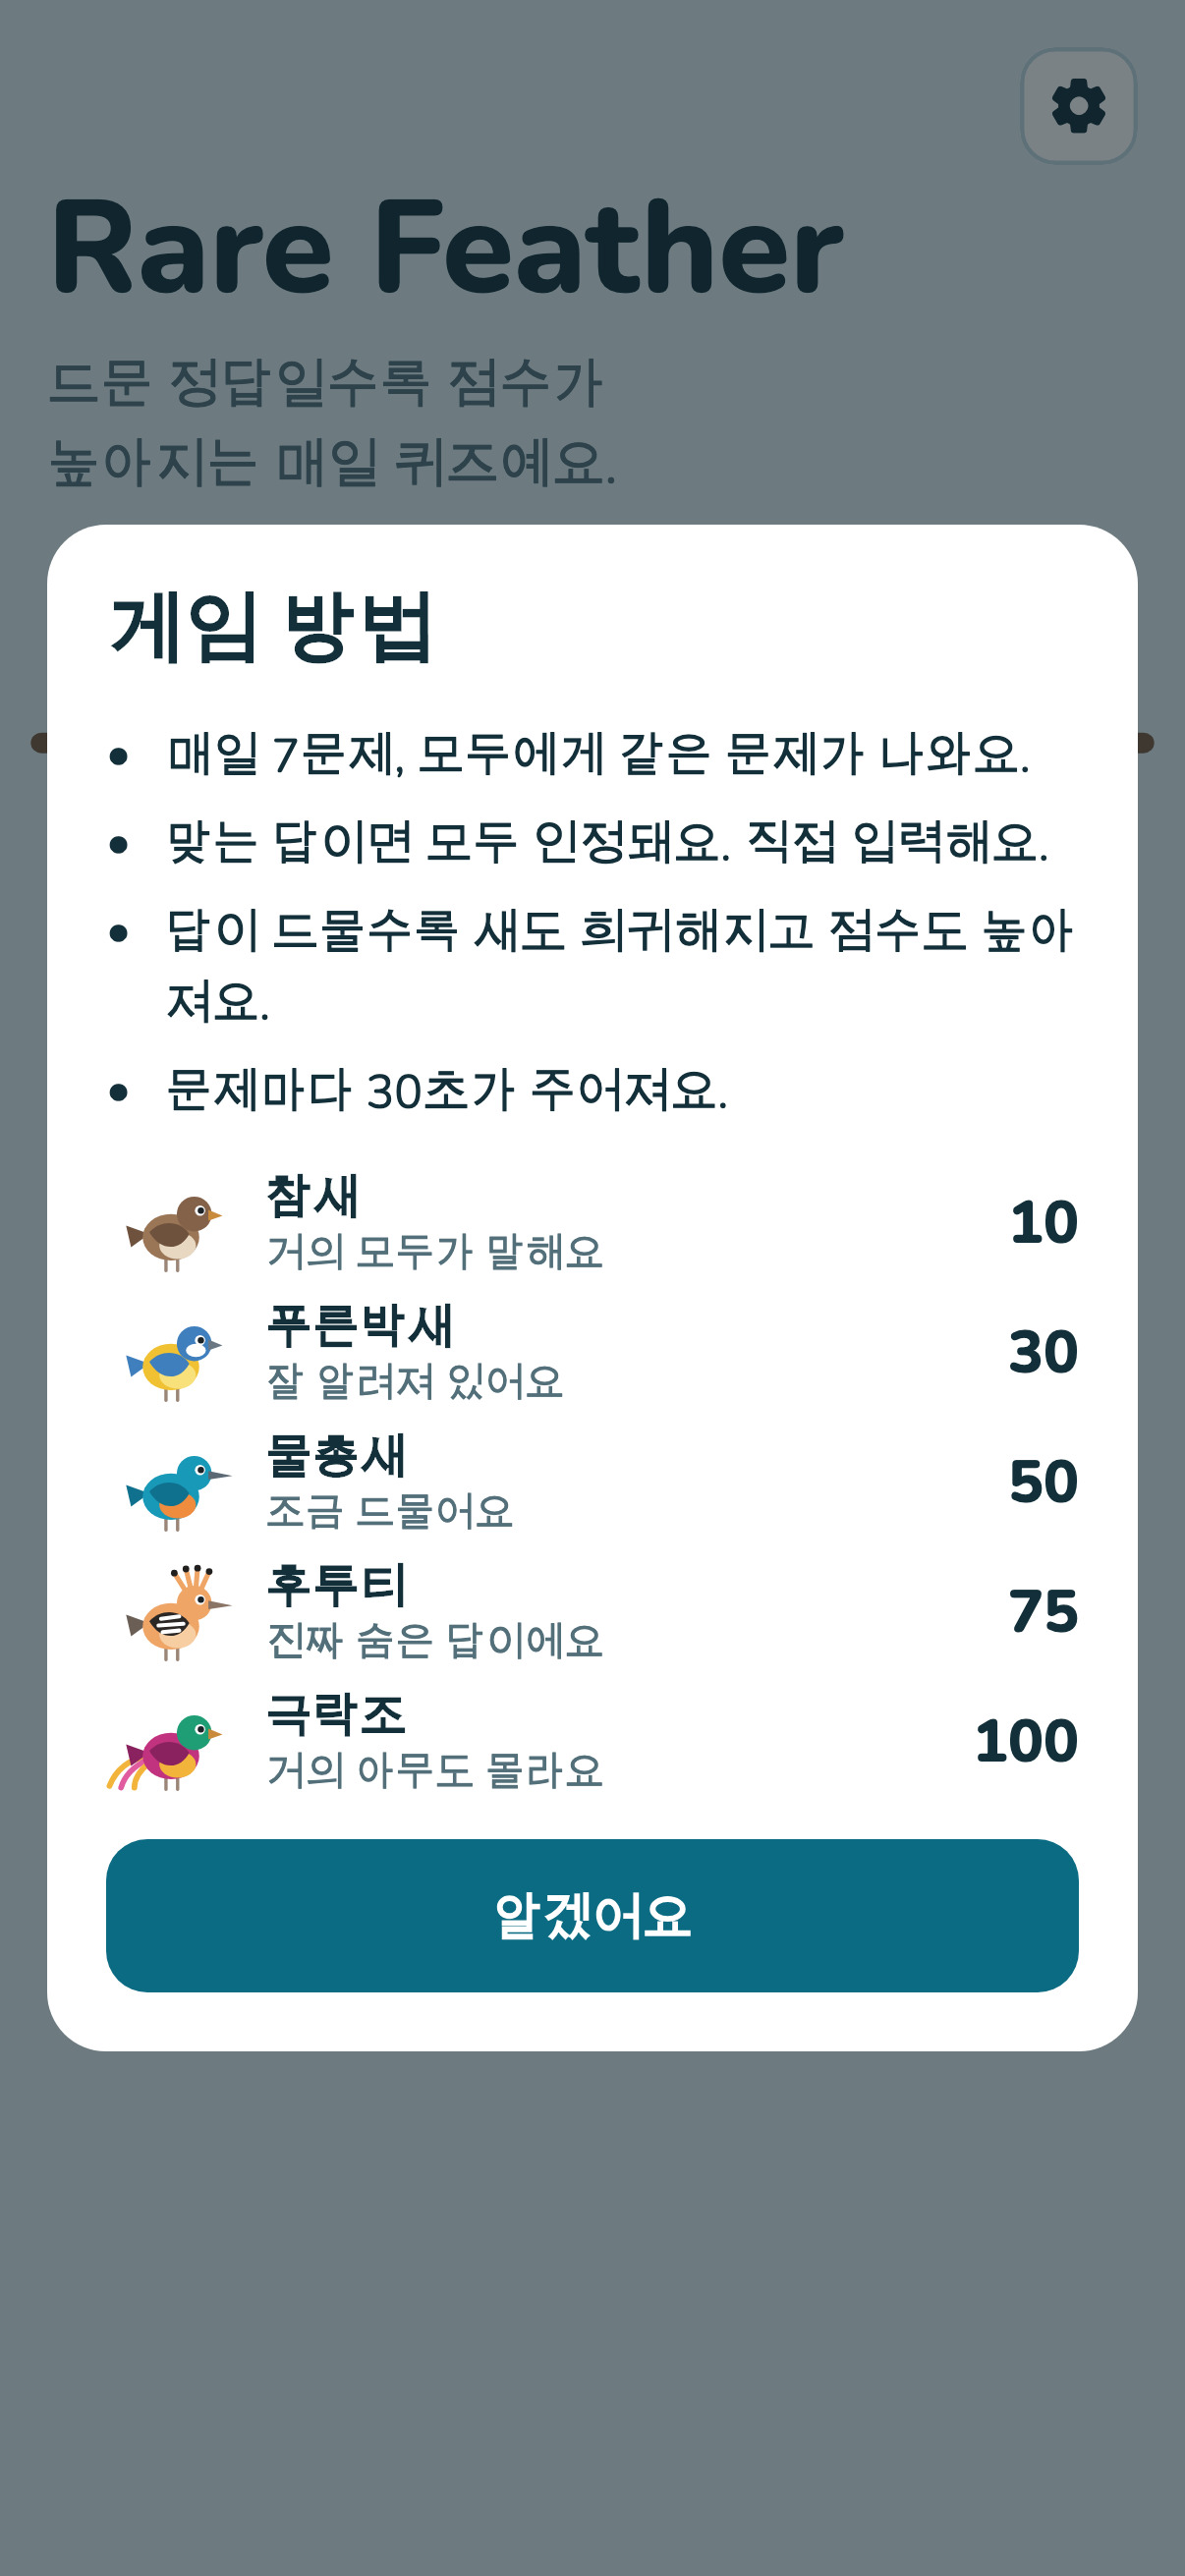 Rare Feather
드문 정답일수록 점수가
높아지는 매일 퀴즈예요.
게임 방법
매일 7문제, 모두에게 같은 문제가 나와요.
맞는 답이면 모두 인정돼요. 직접 입력해요.
답이 드물수록 새도 희귀해지고 점수도 높아
져요.
문제마다 30초가 주어져요.
참새
거의 모두가 말해요
10
푸른박새
잘 알려져 있어요
30
물총새
조금 드물어요
50
후투티
진짜 숨은 답이에요
75
극락조
거의 아무도 몰라요
100
알겠어요